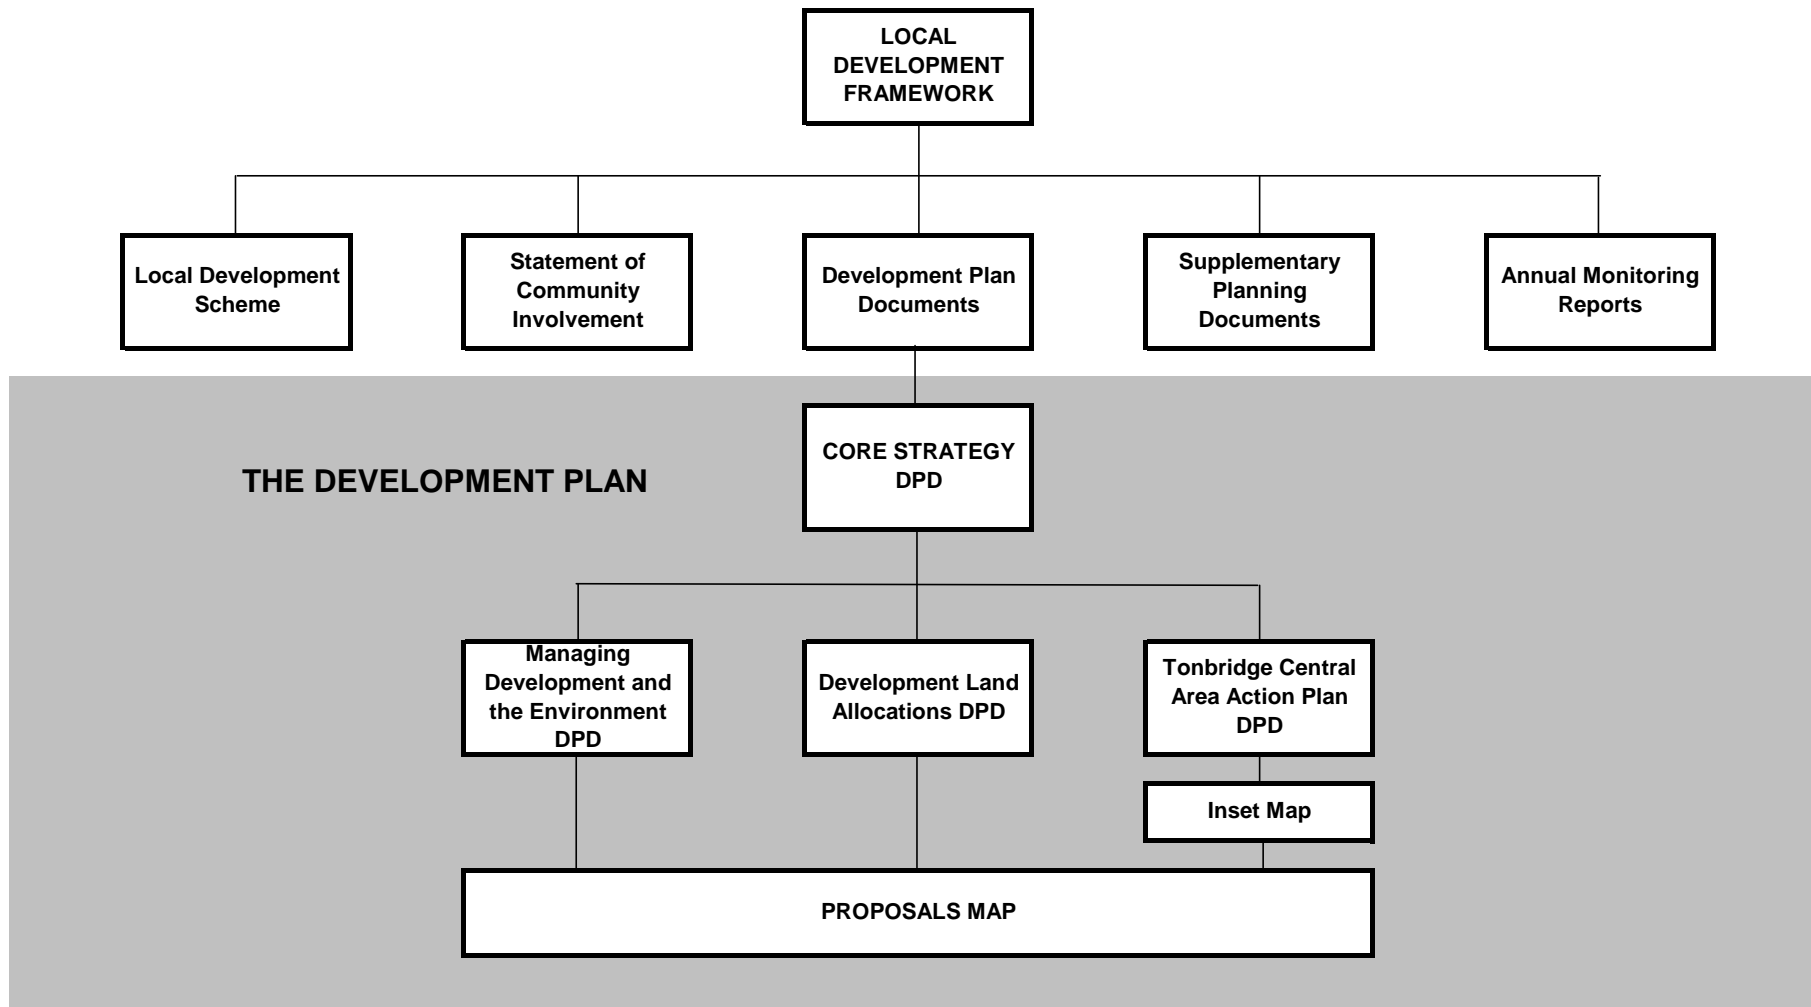 LOCAL
DEVELOPMENT
FRAMEWORK
Local Development
Scheme
Statement of
Community
Involvement
Development Plan
Documents
Supplementary
Planning
Documents
Annual Monitoring
Reports
THE DEVELOPMENT PLAN
CORE STRATEGY
DPD
Managing
Development and
the Environment
DPD
Development Land
Allocations DPD
Tonbridge Central
Area Action Plan
DPD
Inset Map
PROPOSALS MAP